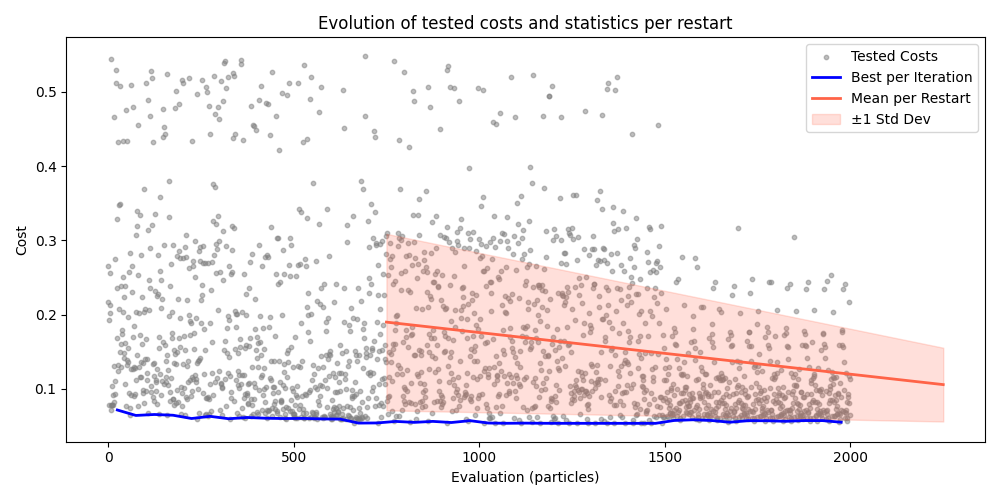 Evolution of tested costs and statistics per restart
Tested Costs
Best per Iteration
Mean per Restart
±1 Std Dev
Cost
0.5
0.4
0.3
0.2
0.1
0
500
1000
1500
2000
Evaluation (particles)